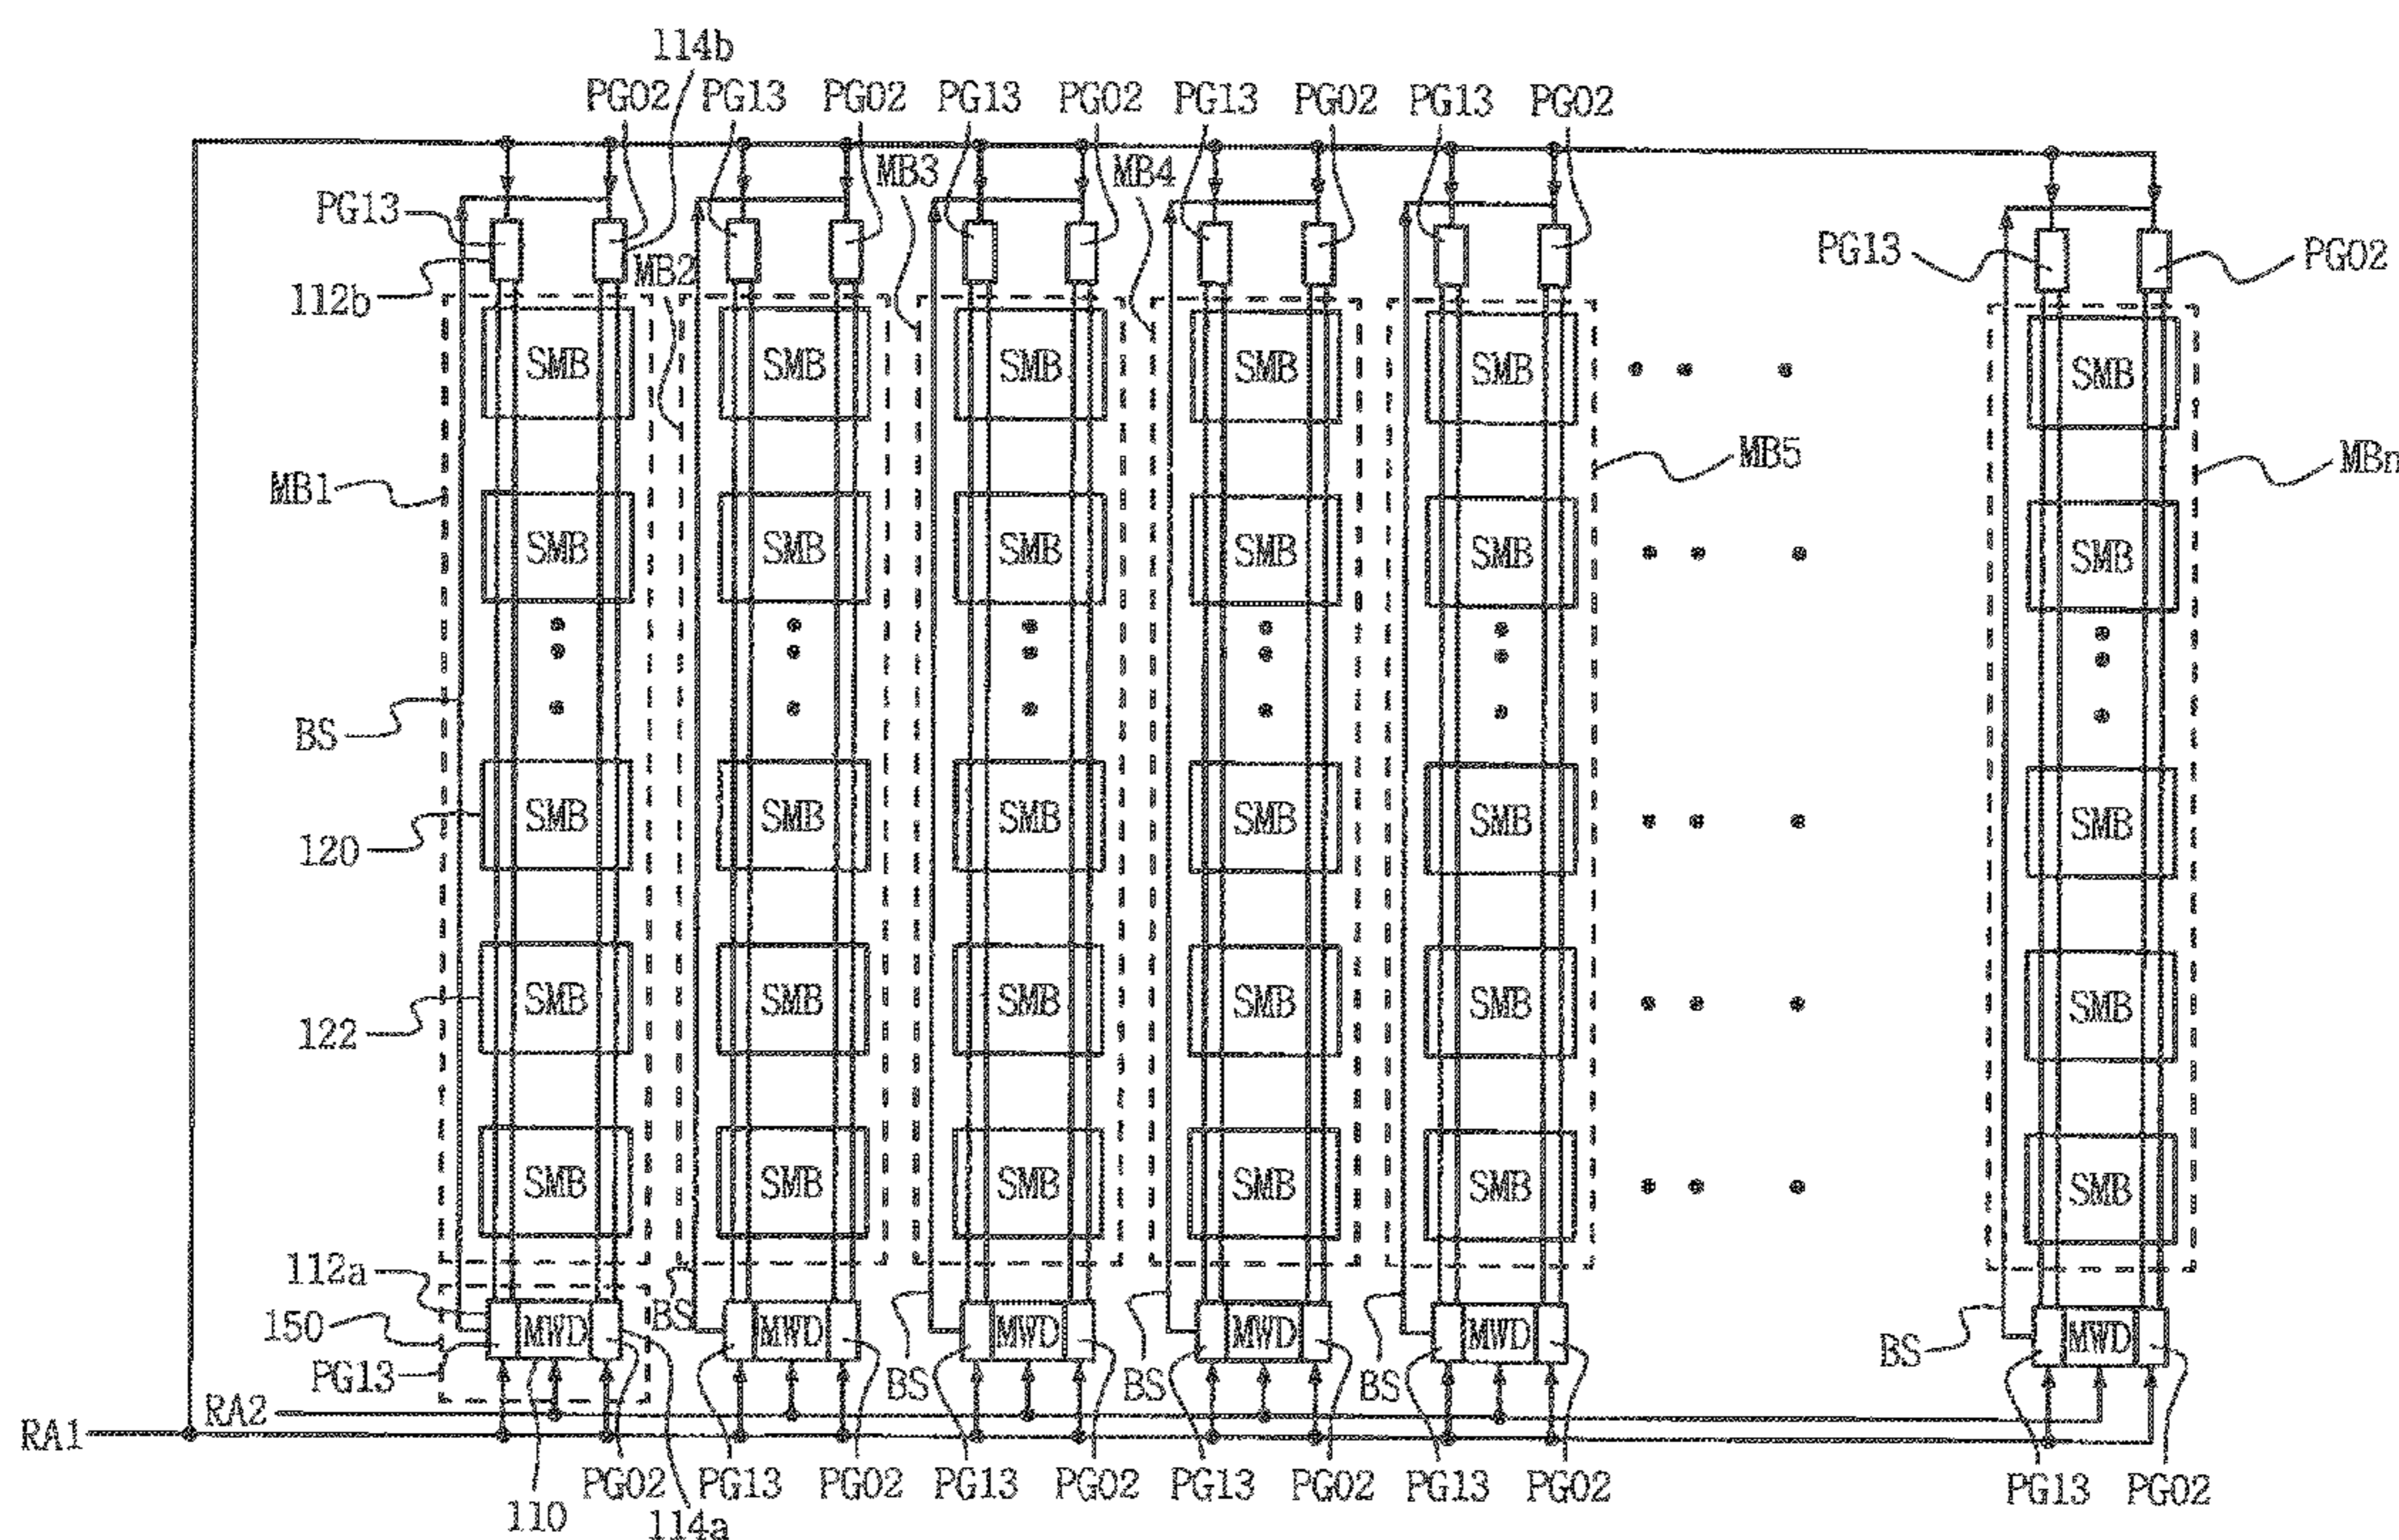 114b
PG02 PG13 PG02 PG13 PG02 PG13 PG02 PG13 PG02
MB3 MB4
PG13
PG13 PG02
MB2
112b
SMB SMB SMB SMB SMB SMB
MB5 MBn
MB1
SMB SMB SMB SMB SMB SMB
BS
SMB SMB SMB SMB SMB SMB
120
SMB SMB SMB SMB SMB SMB
122
SMB SMB SMB SMB SMB SMB
112a
BS
150 MWD MWD MWD MWD MWD MWD
BS
PG13 BS BS BS
RA2
RA1
PG02 PG13 PG02 PG13 PG02 PG13 PG02 PG13 PG02 PG13 PG02
110 114a